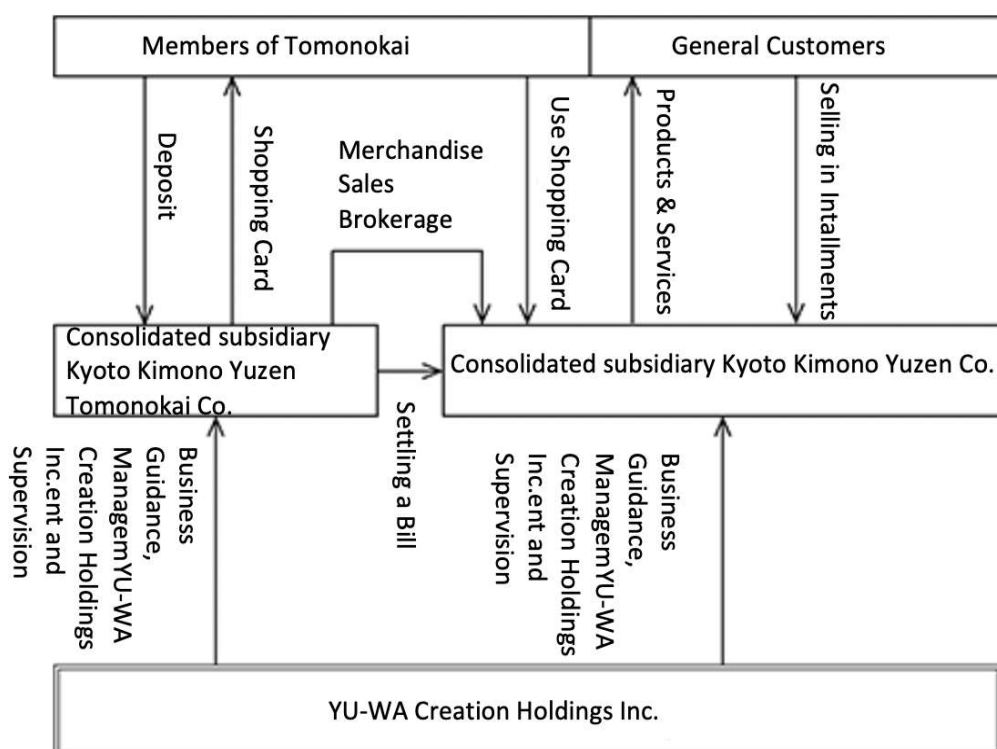 Members of Tomonokai
General Customers
Deposit
Shopping Card
Merchandise
Sales
Brokerage
Use Shopping Card
Products & Services
Selling in Intallments
Consolidated subsidiary
Kyoto Kimono Yuzen
Tomonokai Co.
Consolidated subsidiary Kyoto Kimono Yuzen Co.
Settling a Bill
Business
Guidance,
ManagemYU-WA
Creation Holdings
Inc.ent and
Supervision
Business
Guidance,
ManagemYU-WA
Creation Holdings
Inc.ent and
Supervision
YU-WA Creation Holdings Inc.